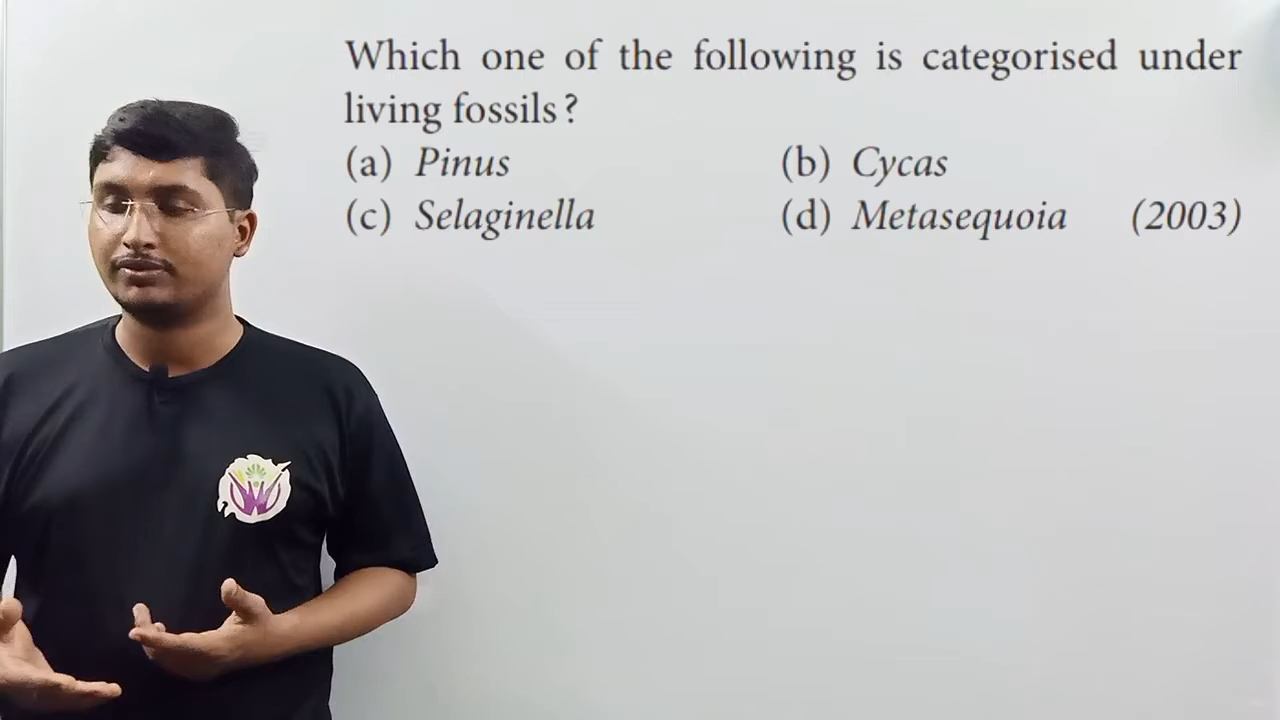 Which one of the following is categorised under
living fossils?
(a) Pinus (b) Cycas
(c) Selaginella (d) Metasequoia (2003)